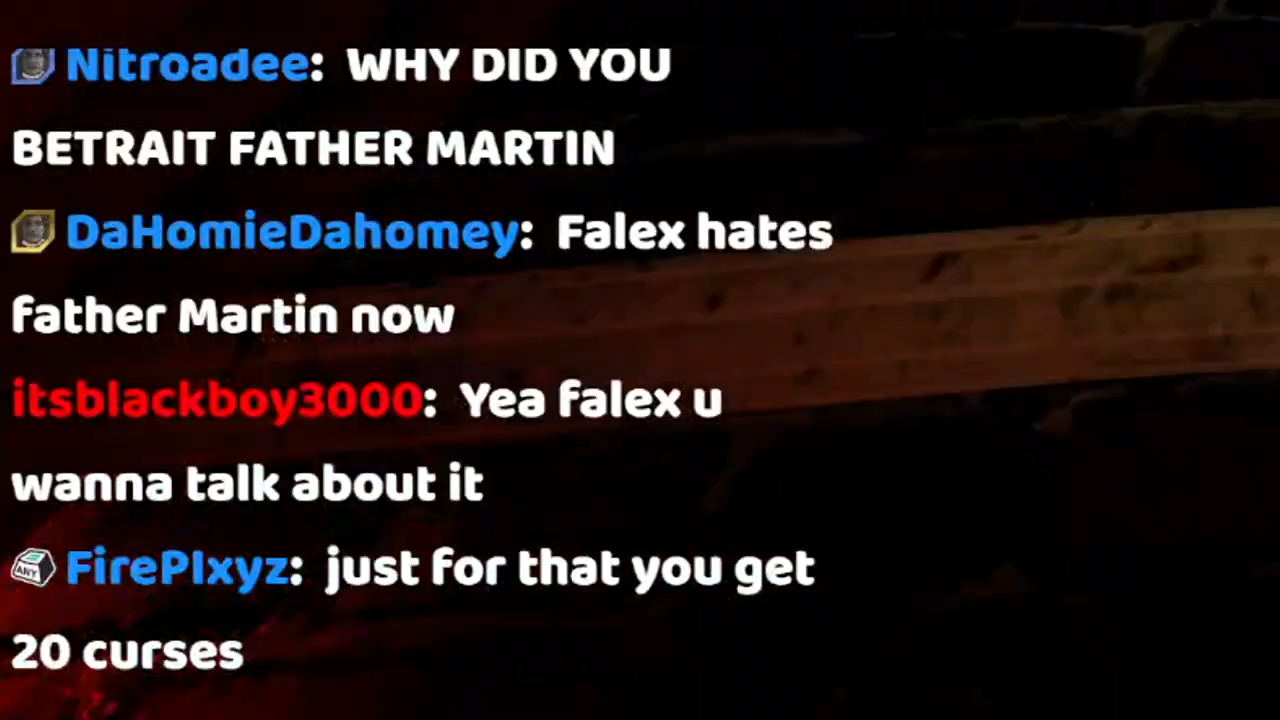 Nitroadee: WHY DID YOU
BETRAIT FATHER MARTIN
DaHomieDahomey: Falex hates
father Martin now
itsblackboy3000: Yea falex u
wanna talk about it
ANY FirePIxyz: just for that you get
20 curses